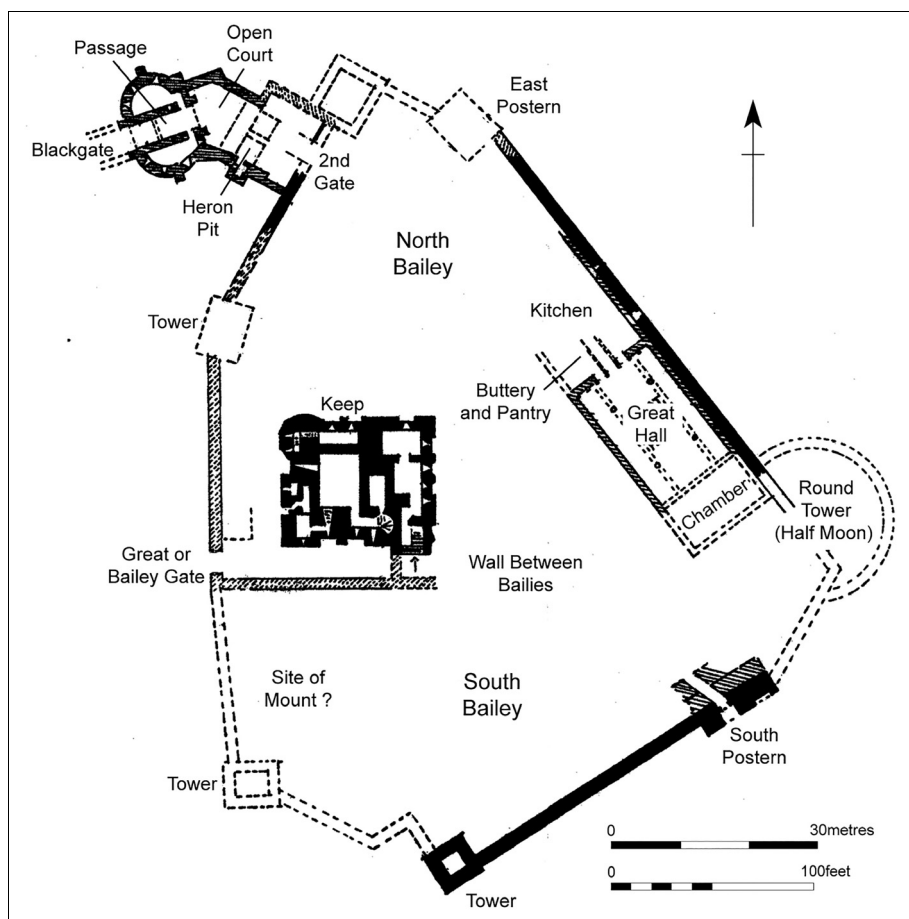 Open
Court
Passage
East
Postern
Blackgate
2nd
Gate
Heron
Pit
North
Bailey
Tower
Kitchen
Keep
Buttery
and Pantry
Great
Hall
Chamber
Round
Tower
(Half Moon)
Great or
Bailey Gate
Wall Between
Bailies
Site of
Mount ?
South
Bailey
South
Postern
Tower
0 30metres
0 100feet
Tower